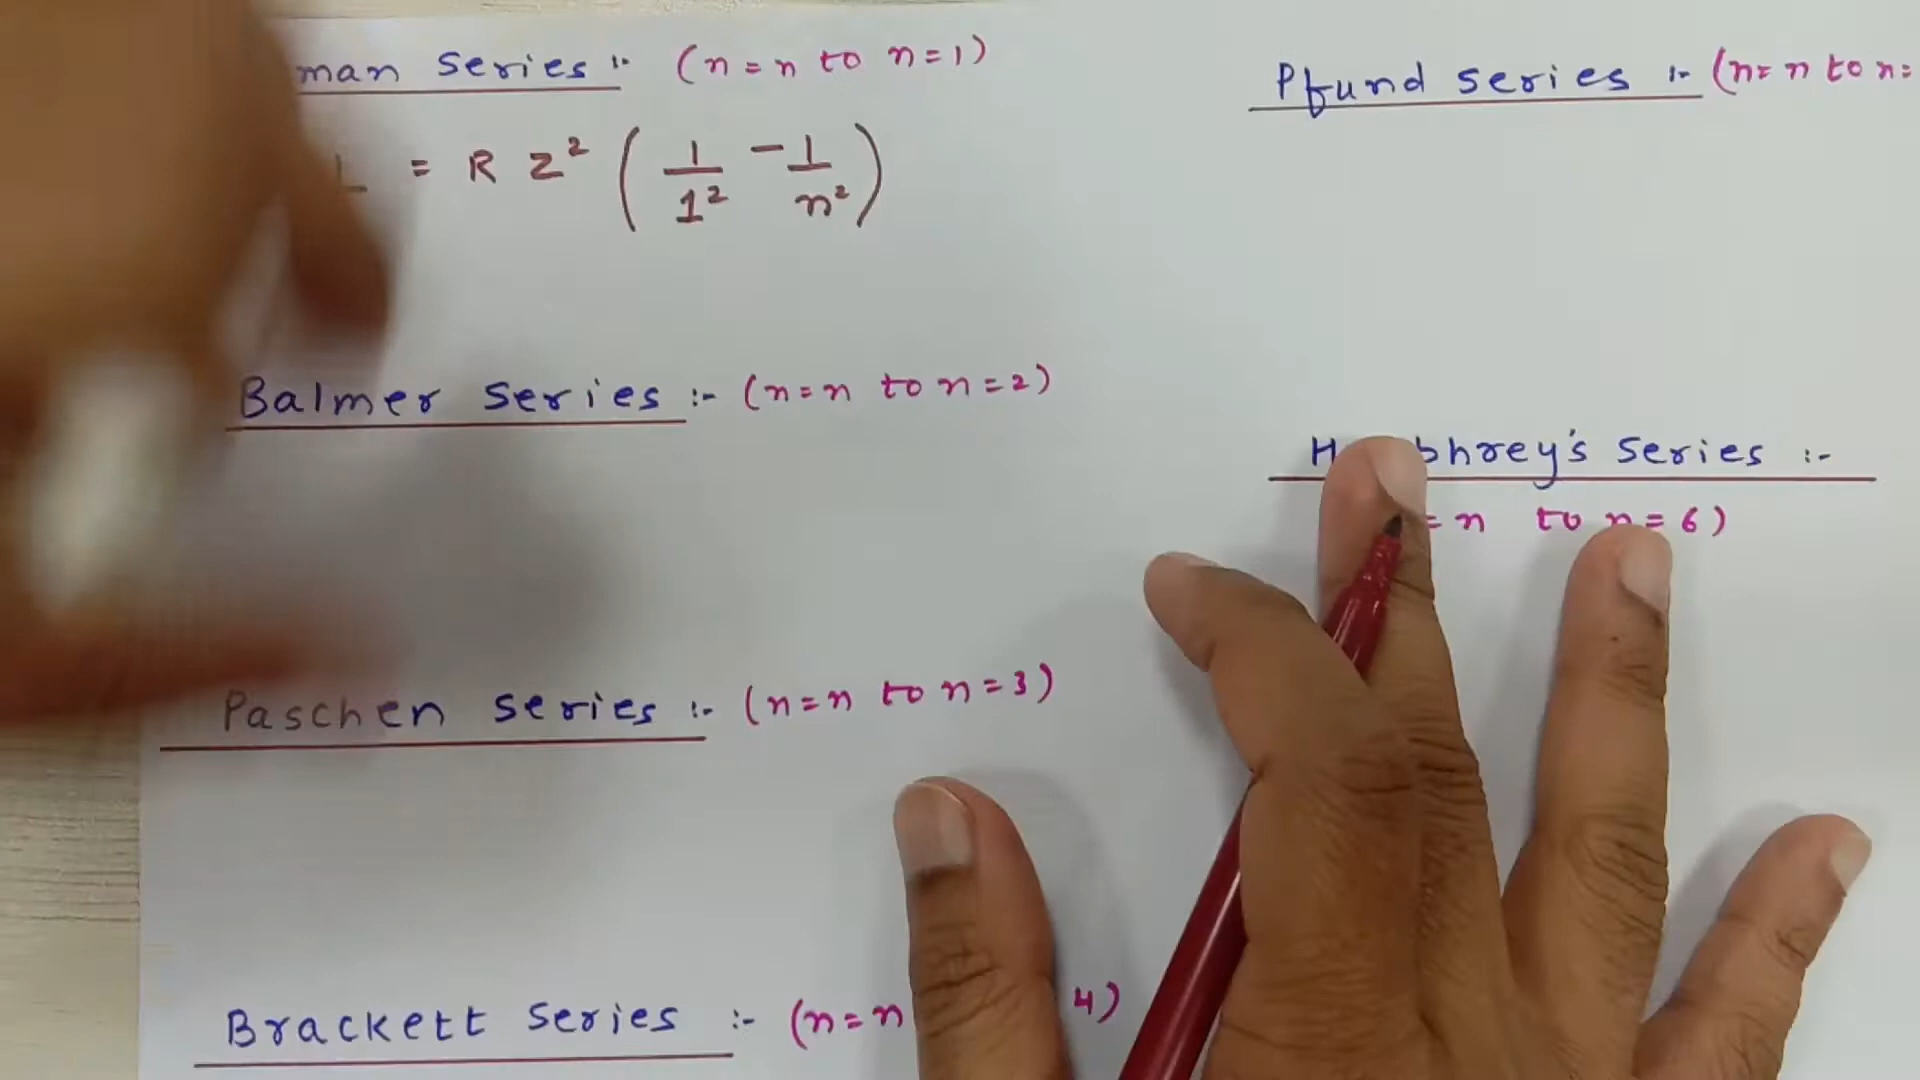 man series :- (n = n to n = 1)
= R Z² ( 1/1² - 1/n² )
Balmer series :- (n = n to n = 2)
Paschen series :- (n = n to n = 3)
Brackett series :- (n = n 4)
Pfund series :- (n = n to n =
series :-
= n to n = 6)